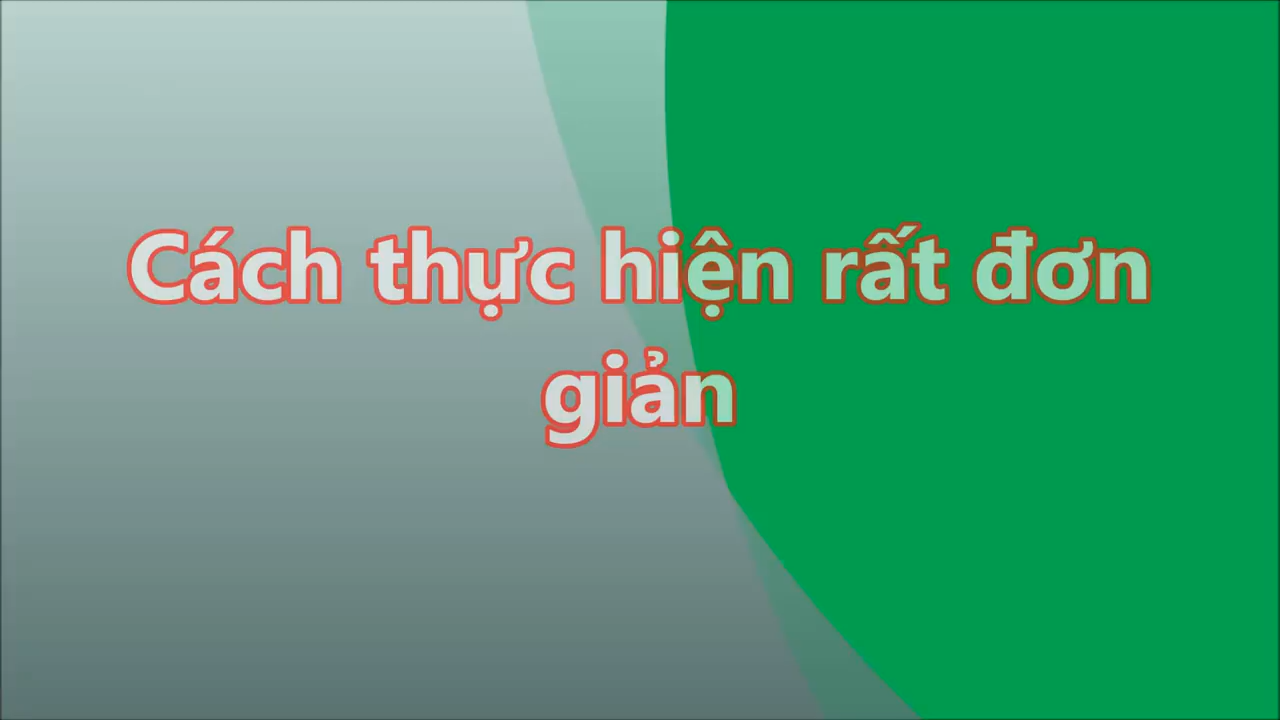 Cách thực hiện rất đơn
giản